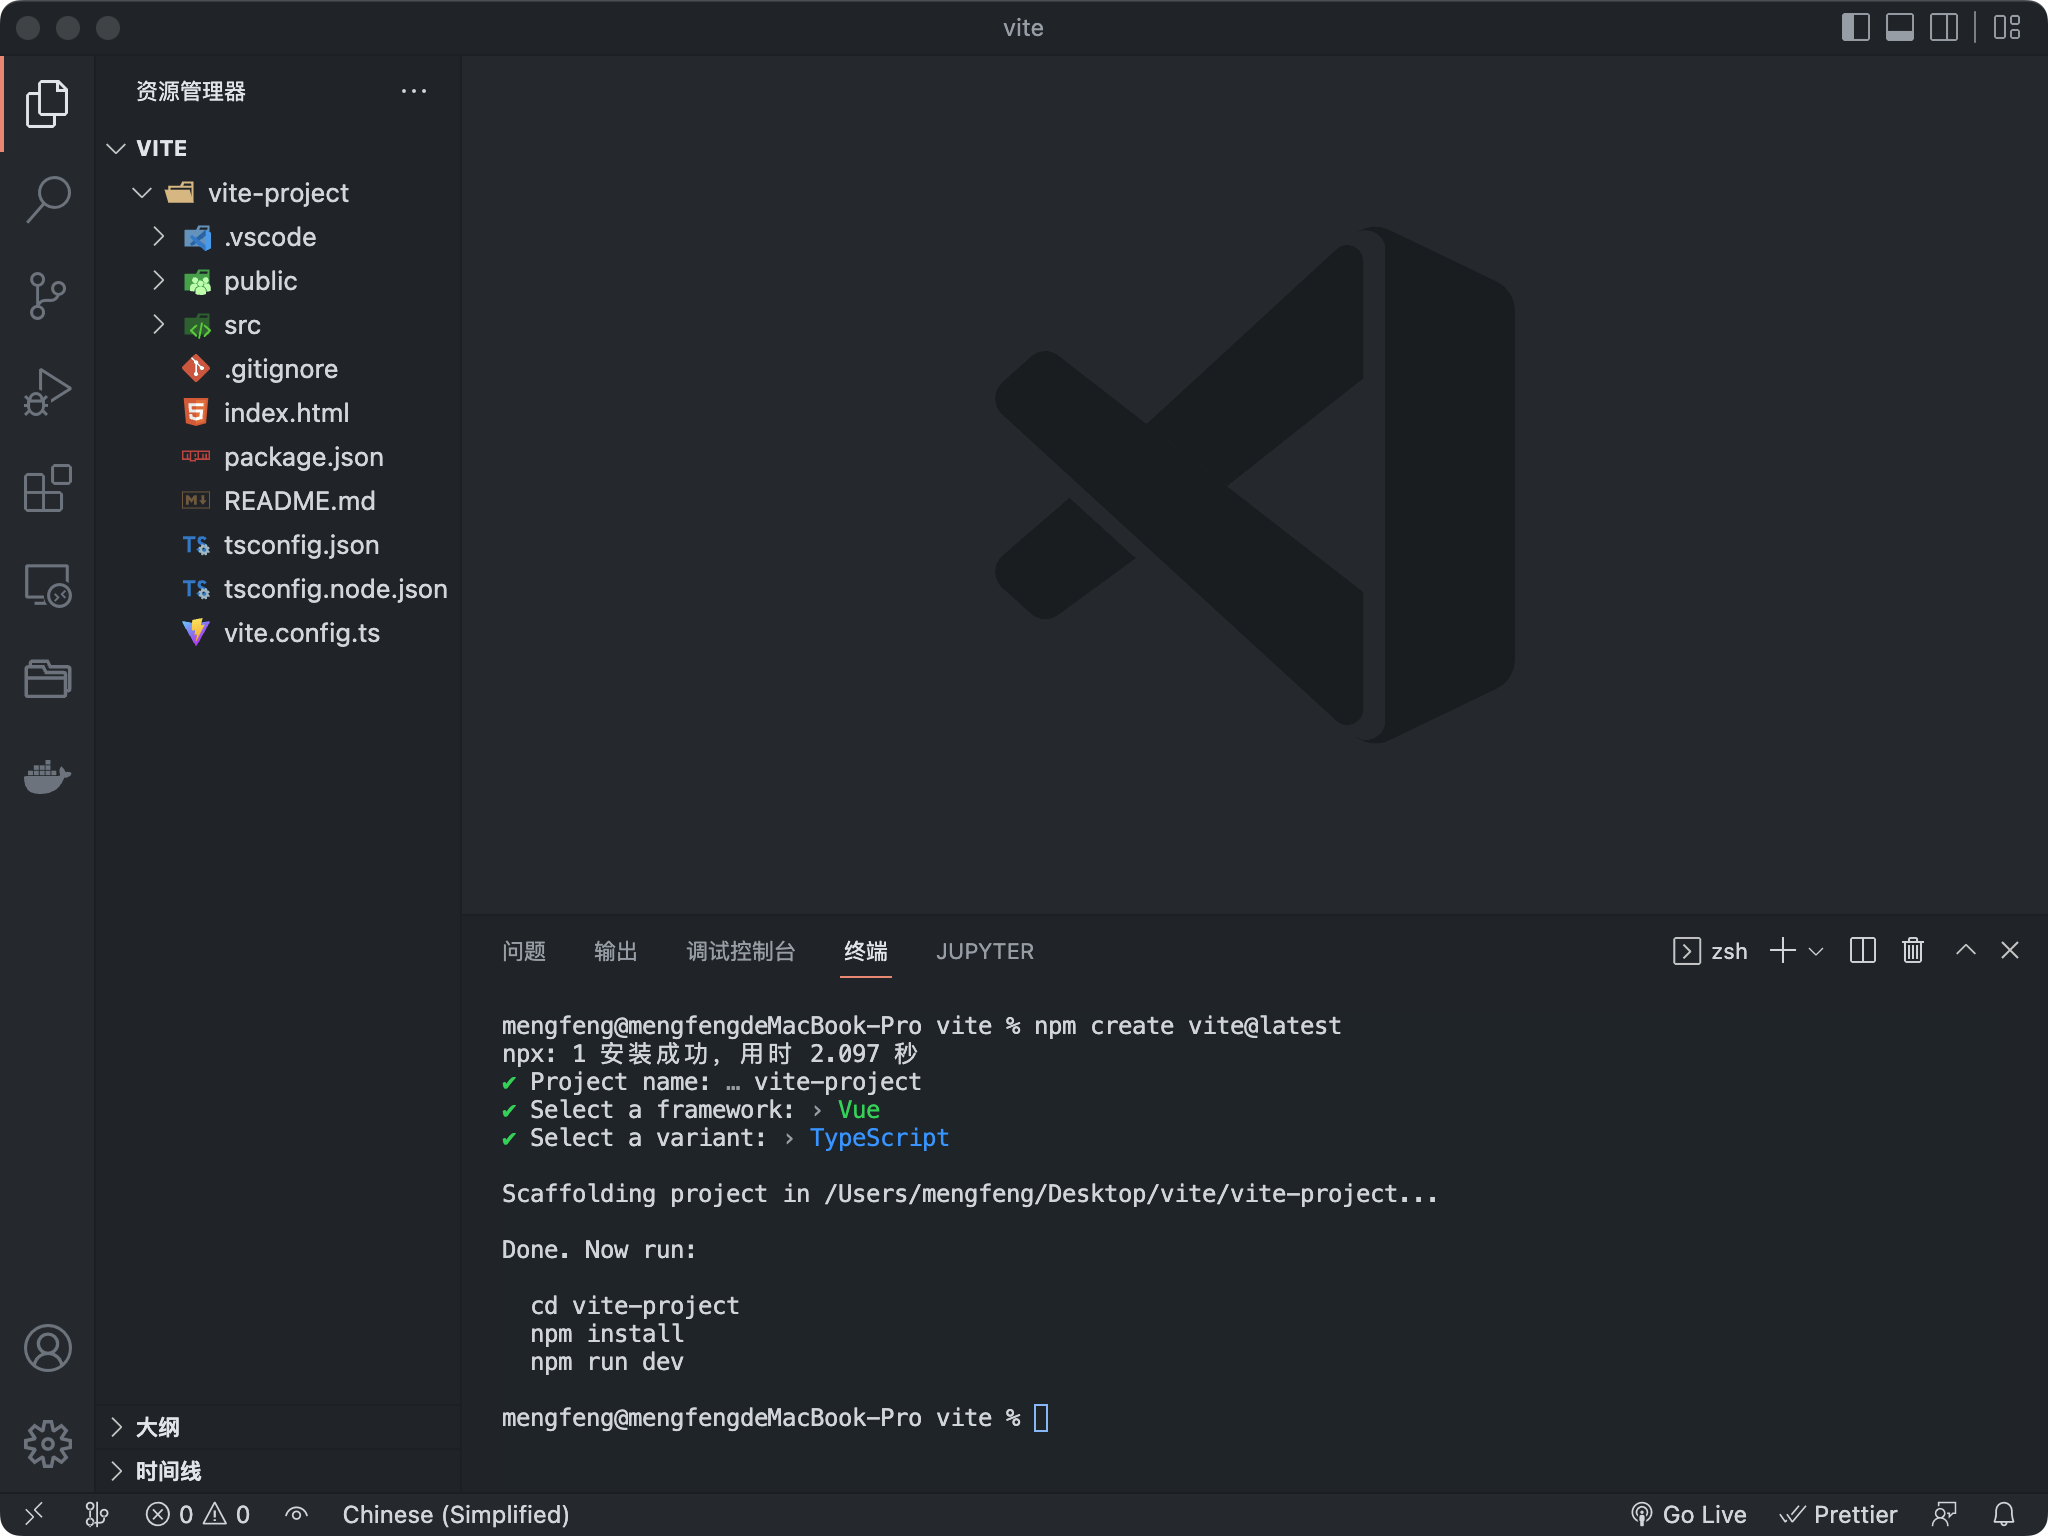 vite
资源管理器
VITE
vite-project
.vscode
public
src
.gitignore
index.html
package.json
README.md
tsconfig.json
tsconfig.node.json
vite.config.ts
大纲
时间线
问题 输出 调试控制台 终端 JUPYTER zsh
mengfeng@mengfengdeMacBook-Pro vite % npm create vite@latest
npx: 1 安装成功，用时 2.097 秒
✔ Project name: … vite-project
✔ Select a framework: › Vue
✔ Select a variant: › TypeScript
Scaffolding project in /Users/mengfeng/Desktop/vite/vite-project...
Done. Now run:
cd vite-project
npm install
npm run dev
mengfeng@mengfengdeMacBook-Pro vite %
0 0 Chinese (Simplified) Go Live Prettier